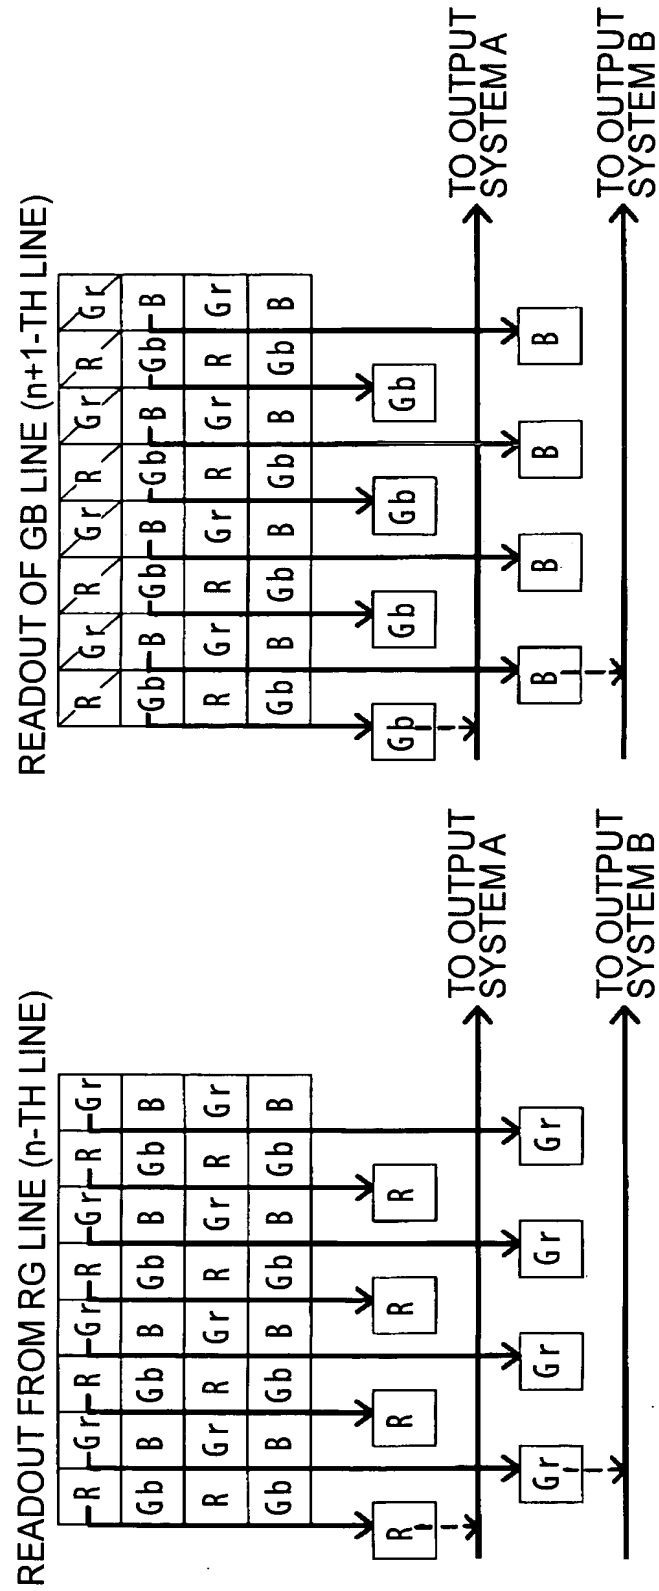 READOUT FROM RG LINE (n-TH LINE)
R Gr R Gr R Gr R Gr
Gb B Gb B Gb B Gb B
R Gr R Gr R Gr R Gr
Gb B Gb B Gb B Gb B
R R R R
TO OUTPUT
SYSTEM A
Gr Gr Gr Gr
TO OUTPUT
SYSTEM B
READOUT OF GB LINE (n+1-TH LINE)
R Gr R Gr R Gr R Gr
Gb B Gb B Gb B Gb B
R Gr R Gr R Gr R Gr
Gb B Gb B Gb B Gb B
Gb Gb Gb Gb
TO OUTPUT
SYSTEM A
B B B B
TO OUTPUT
SYSTEM B